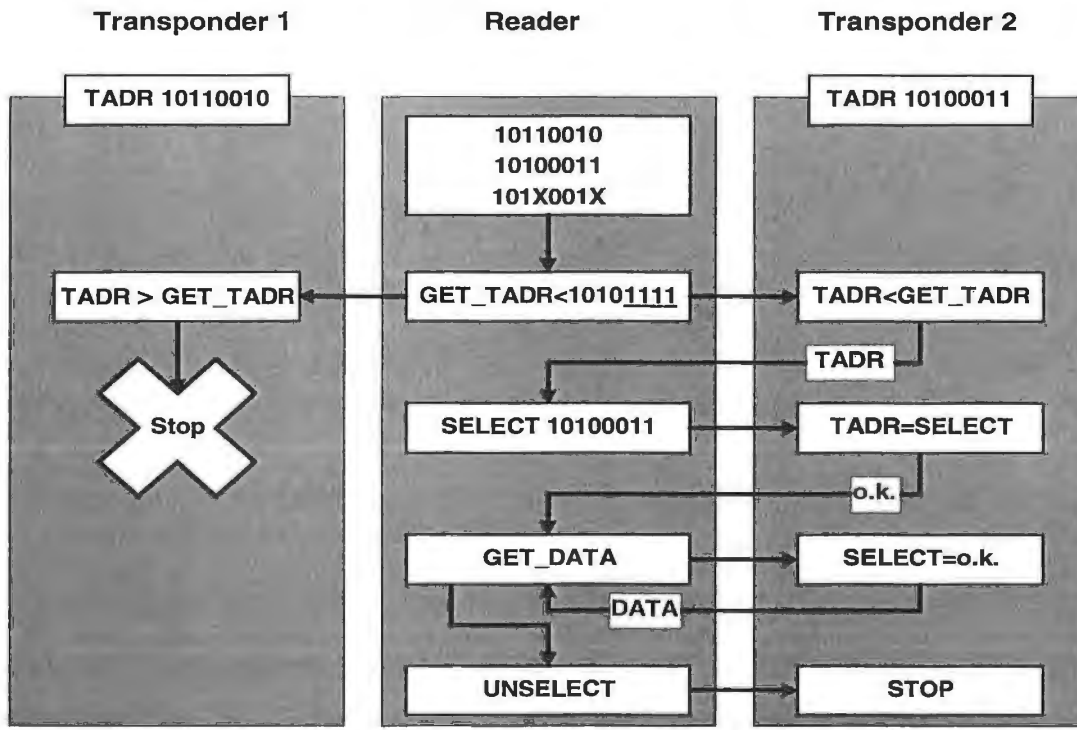 Transponder 1
Reader
Transponder 2
TADR 10110010
TADR 10100011
10110010
10100011
101X001X
TADR > GET_TADR
GET_TADR<10101111
TADR<GET_TADR
TADR
Stop
SELECT 10100011
TADR=SELECT
o.k.
GET_DATA
SELECT=o.k.
DATA
UNSELECT
STOP